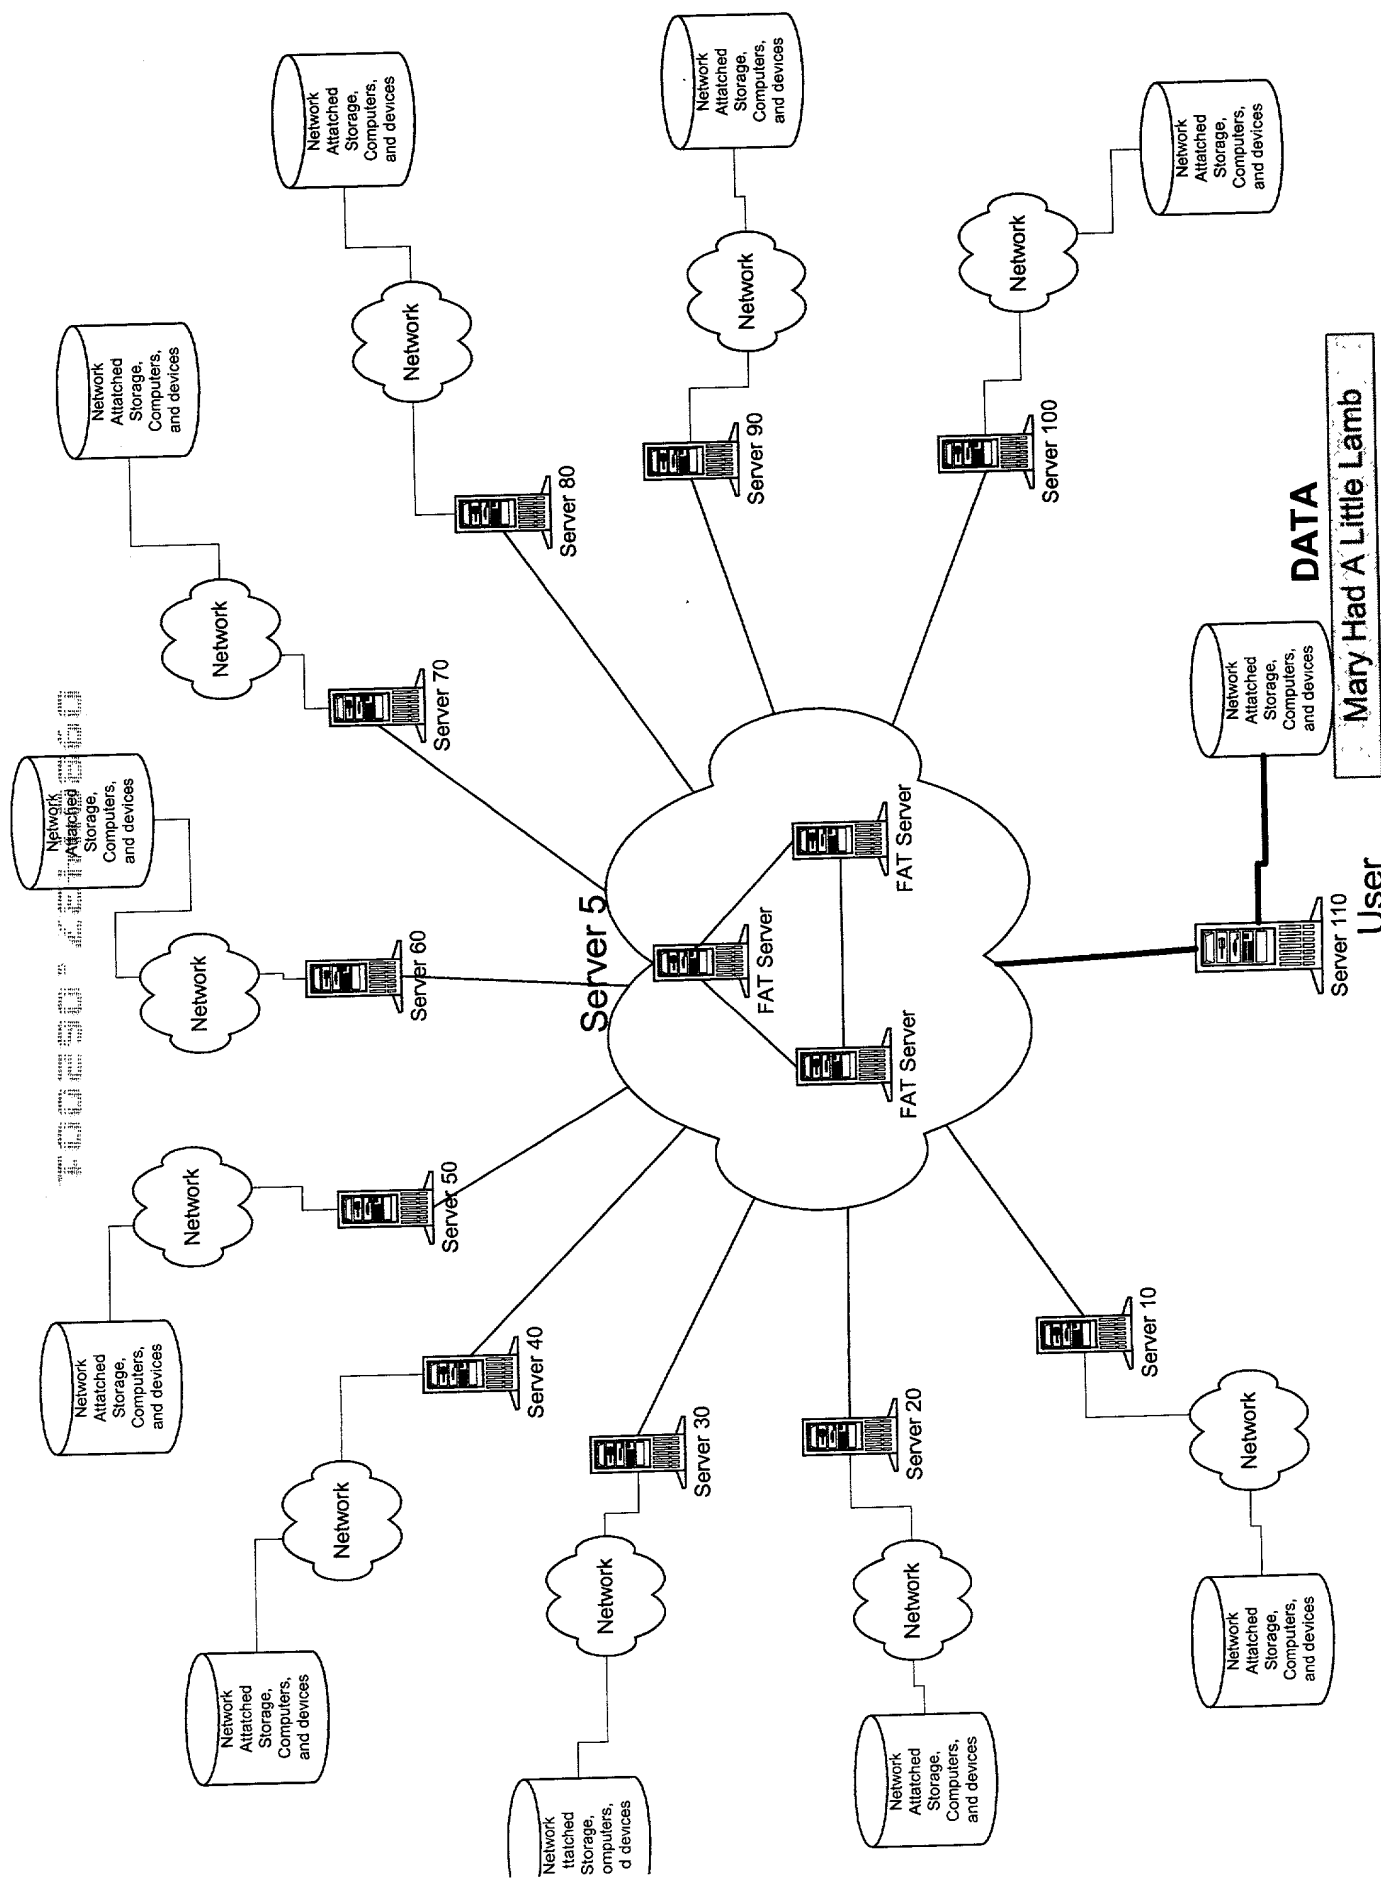 Network
Attatched
Storage,
Computers,
and devices
Network
Server 60
Network
Attatched
Storage,
Computers,
and devices
Network
Server 50
Network
Attatched
Storage,
Computers,
and devices
Network
Server 70
Network
Attatched
Storage,
Computers,
and devices
Network
Server 40
Network
Attatched
Storage,
Computers,
and devices
Network
Server 80
Network
ttatched
Storage,
omputers,
d devices
Network
Server 30
Server 5
FAT Server
FAT Server
FAT Server
Network
Attatched
Storage,
Computers,
and devices
Network
Server 90
Network
Attatched
Storage,
Computers,
and devices
Network
Server 20
Network
Attatched
Storage,
Computers,
and devices
Network
Server 100
Network
Attatched
Storage,
Computers,
and devices
Network
Server 10
Network
Attatched
Storage,
Computers,
and devices
Server 110
User
DATA
Mary Had A Little Lamb